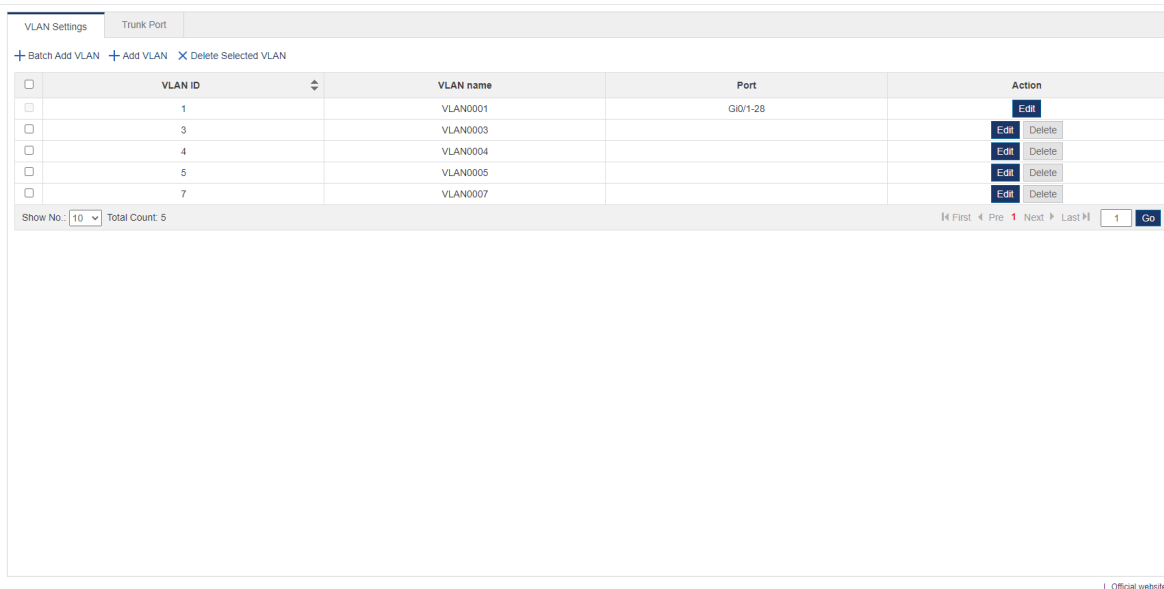 VLAN Settings Trunk Port
Batch Add VLAN Add VLAN Delete Selected VLAN
VLAN ID VLAN name Port Action
1 VLAN0001 Gi0/1-28 Edit
3 VLAN0003 Edit Delete
4 VLAN0004 Edit Delete
5 VLAN0005 Edit Delete
7 VLAN0007 Edit Delete
Show No.: 10 Total Count: 5 First Pre 1 Next Last 1 Go
| Official website